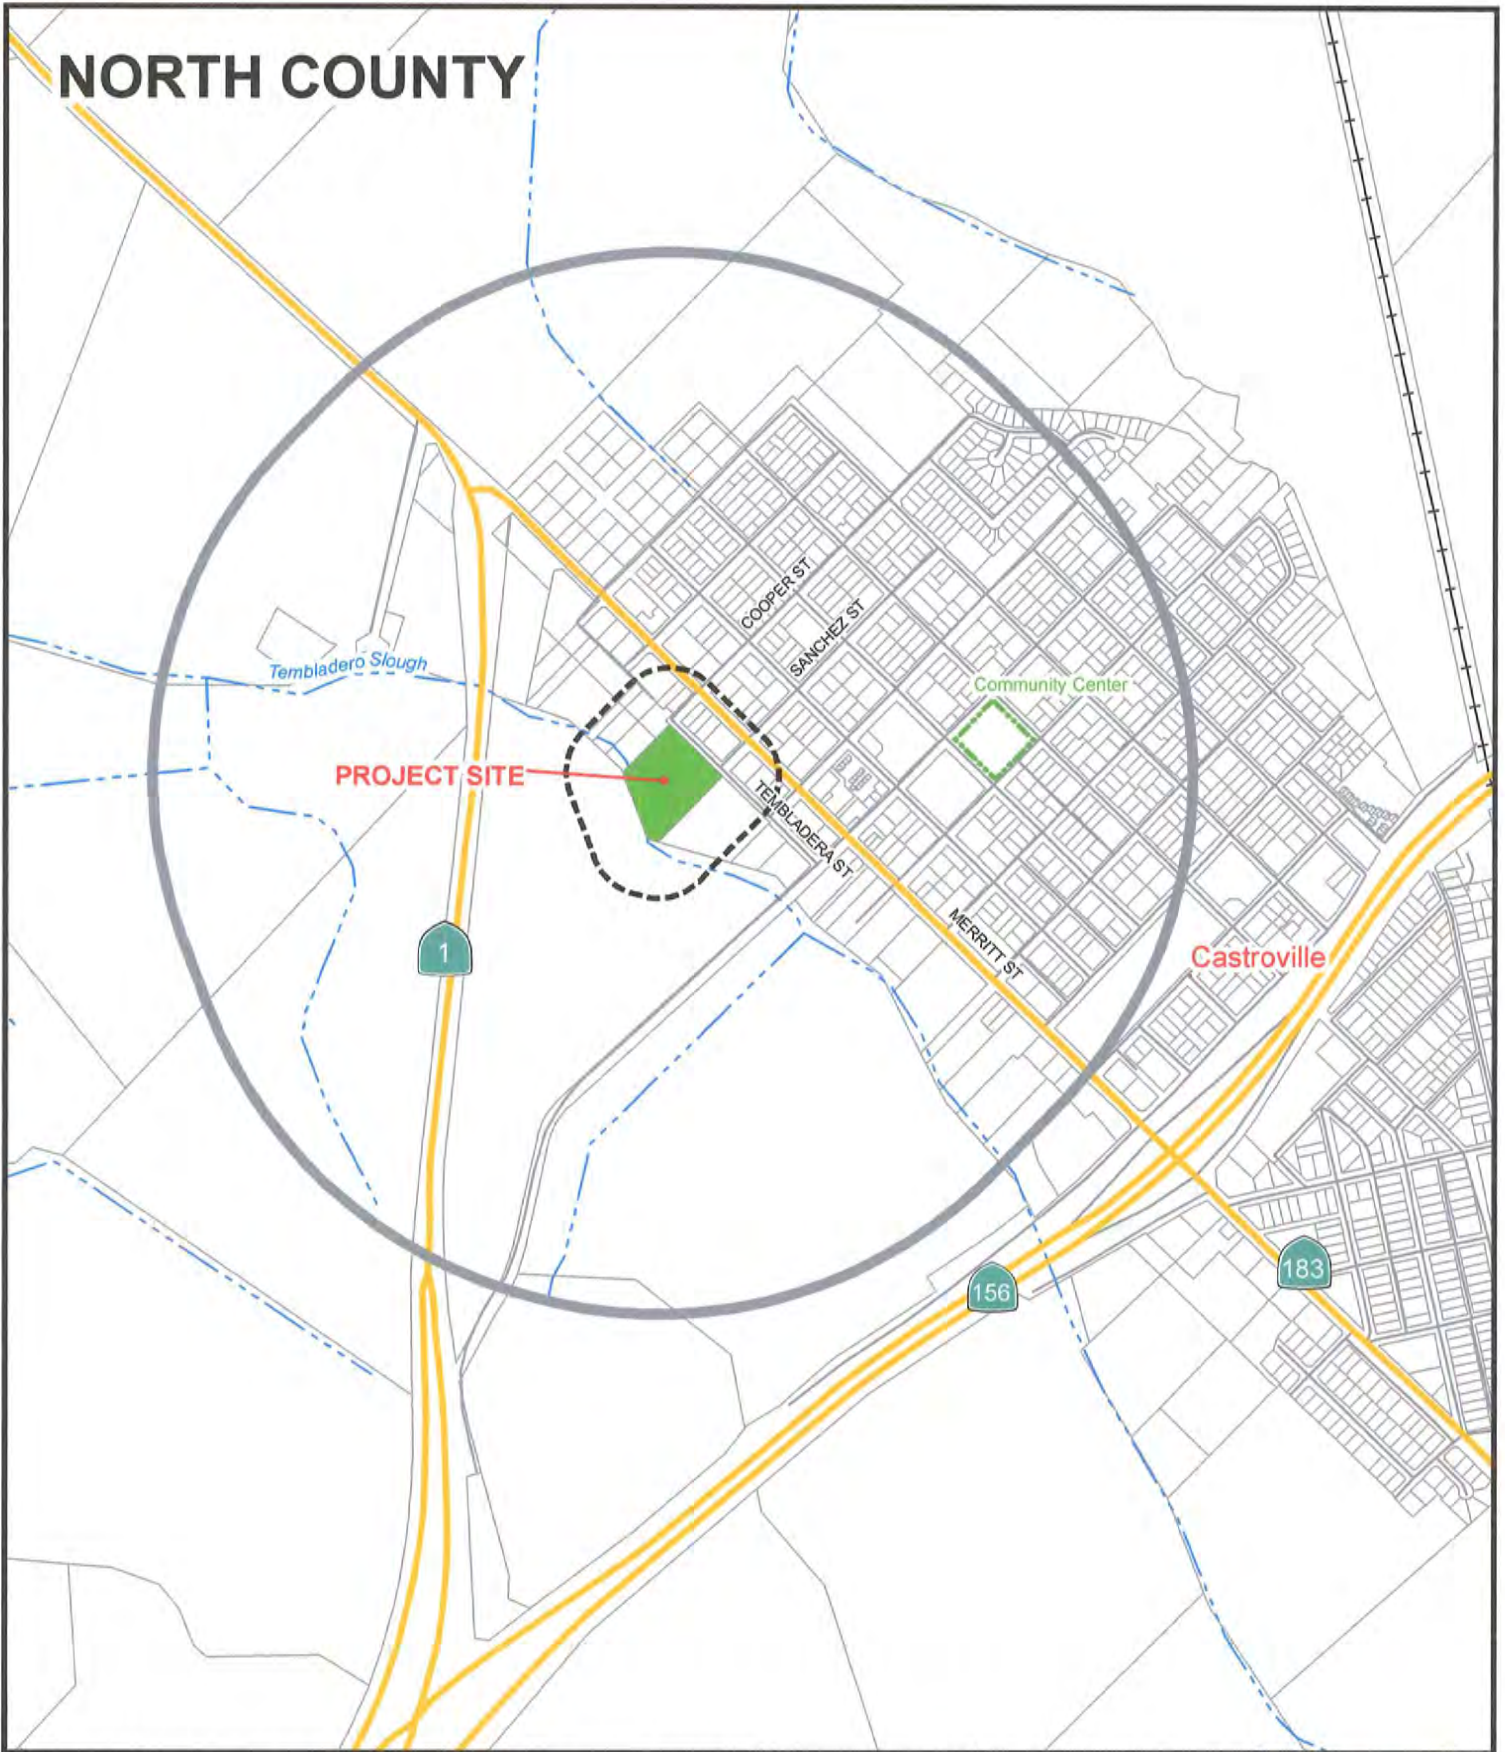 NORTH COUNTY
COOPER ST
SANCHEZ ST
Tembladero Slough
Community Center
PROJECT SITE
TEMBLADERA ST
MERRITT ST
1
Castroville
183
156